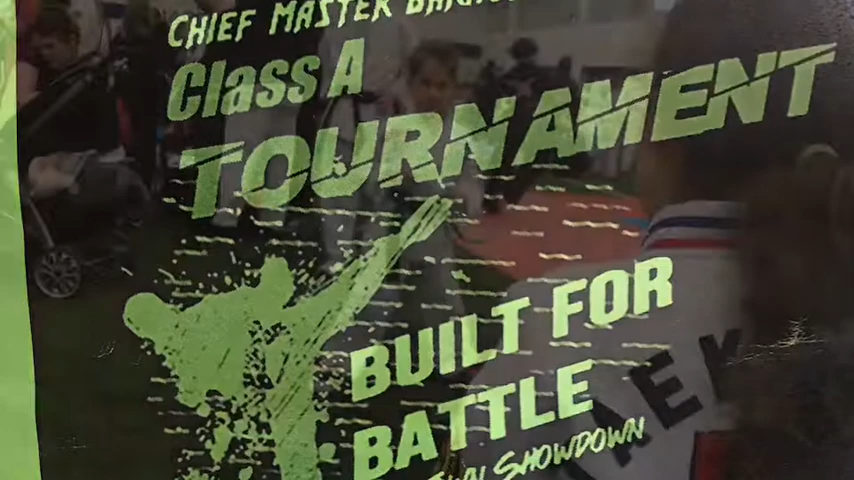 CHIEF MASTER
Class A
TOURNAMENT
BUILT FOR
BATTLE
SHOWDOWN